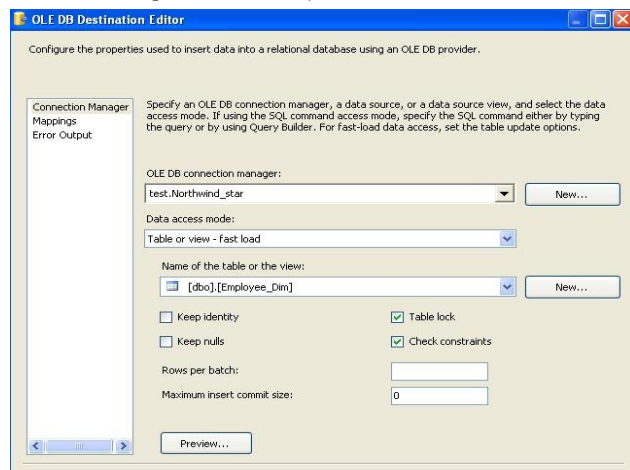 OLE DB Destination Editor
Configure the properties used to insert data into a relational database using an OLE DB provider.
Connection Manager
Mappings
Error Output
Specify an OLE DB connection manager, a data source, or a data source view, and select the data
access mode. If using the SQL command access mode, specify the SQL command either by typing
the query or by using Query Builder. For fast-load data access, set the table update options.
OLE DB connection manager:
test.Northwind_star
New...
Data access mode:
Table or view - fast load
Name of the table or the view:
[dbo].[Employee_Dim]
New...
Keep identity
Table lock
Keep nulls
Check constraints
Rows per batch:
Maximum insert commit size:
0
Preview...